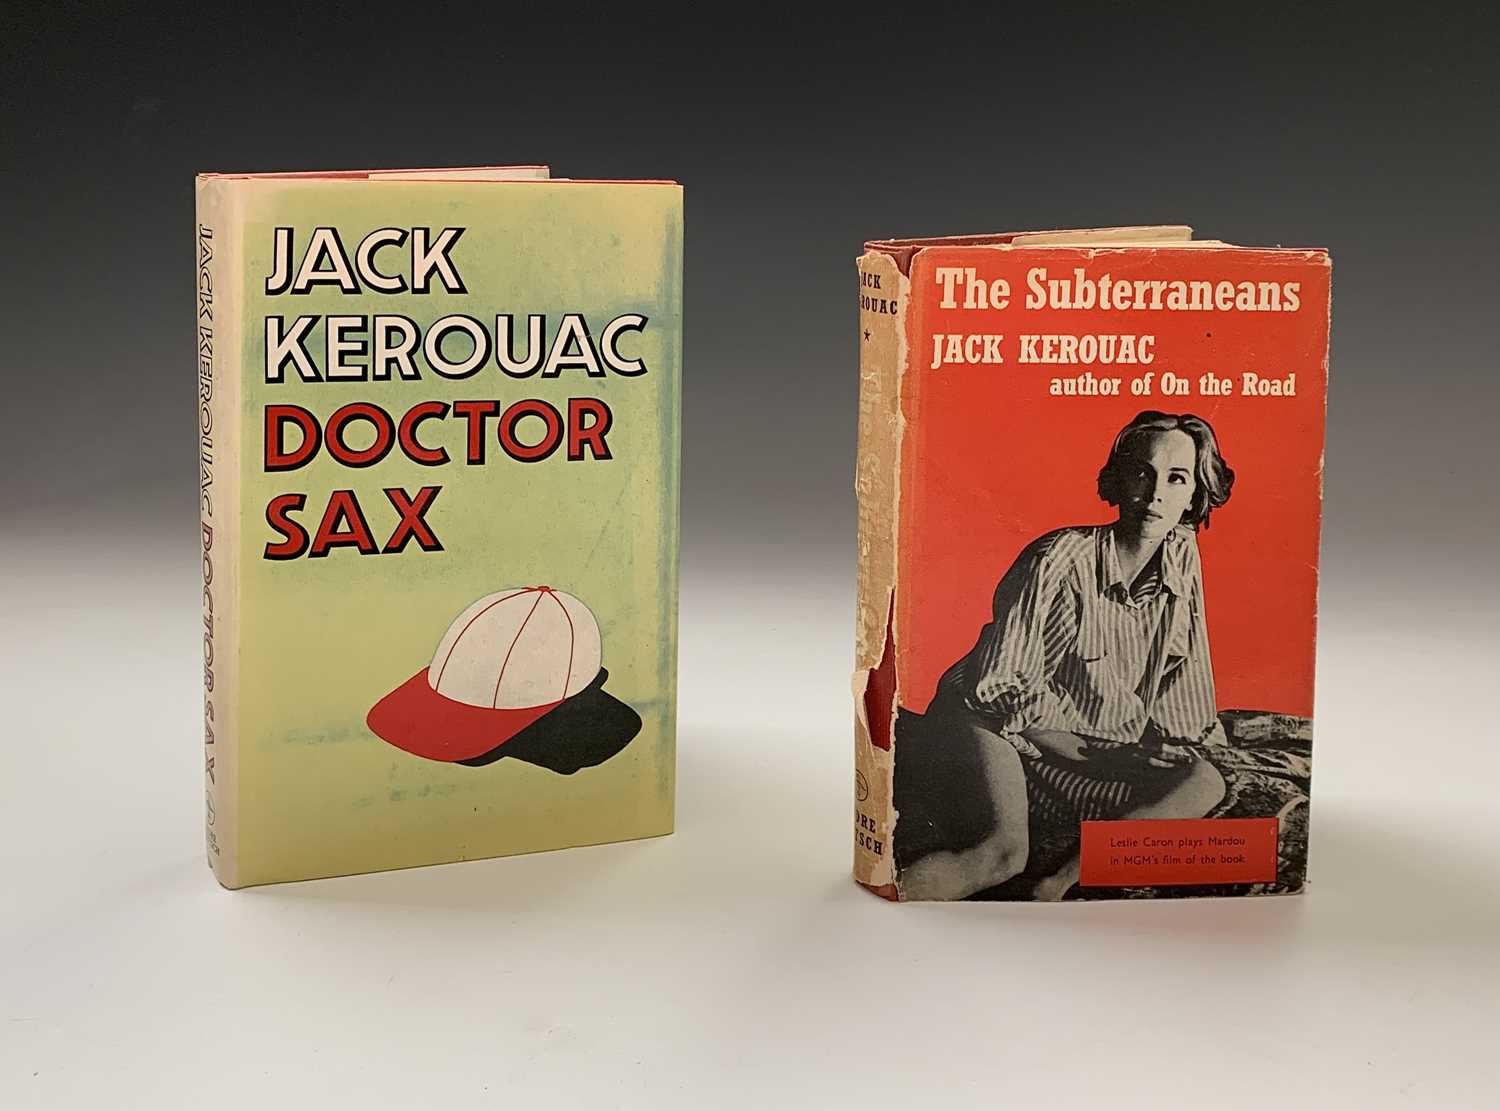 JACK KEROUAC DOCTOR SAX
JACK
KEROUAC
DOCTOR
SAX
The Subterraneans
JACK KEROUAC
author of On the Road
Leslie Caron plays Mardou
in MGM's film of the book